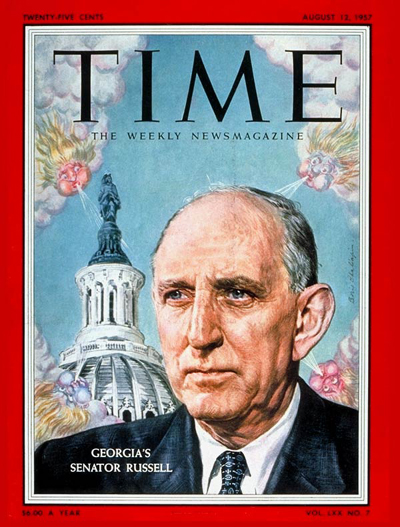 TWENTY-FIVE CENTS
AUGUST 12, 1957
TIME
THE WEEKLY NEWSMAGAZINE
GEORGIA'S
SENATOR RUSSELL
$6.00 A YEAR
VOL. LXX NO. 7